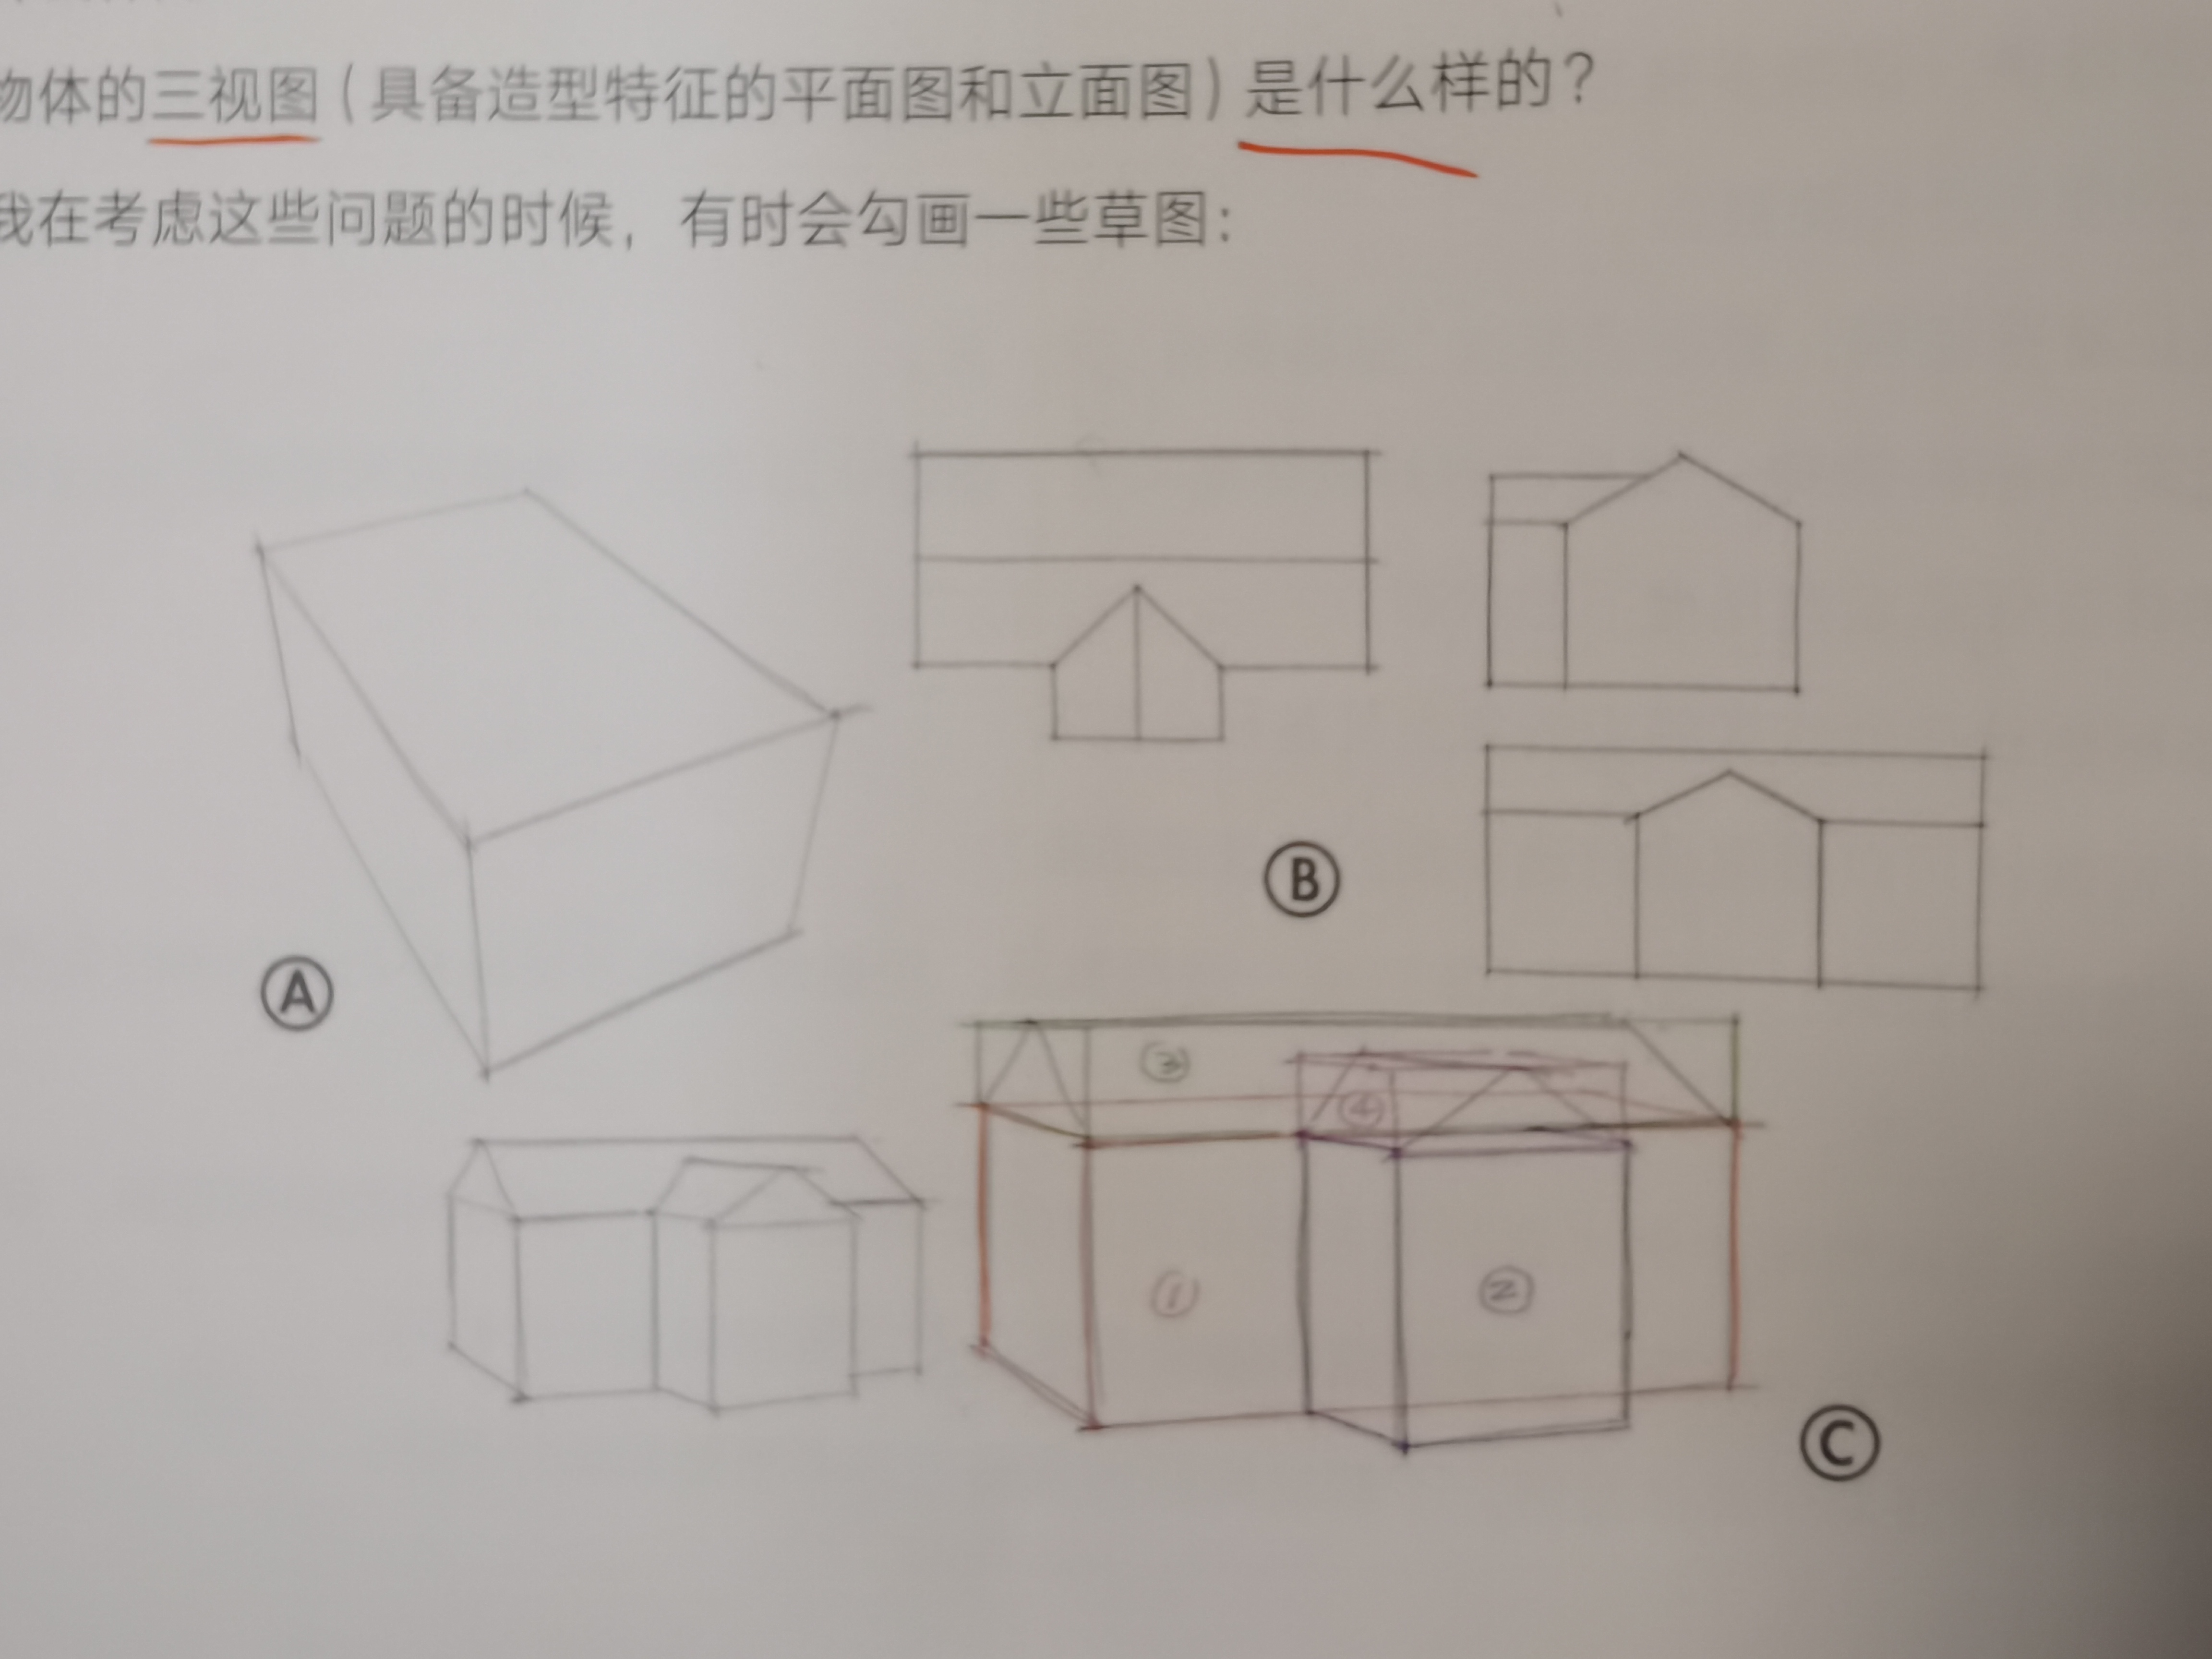 物体的三视图（具备造型特征的平面图和立面图）是什么样的？
我在考虑这些问题的时候，有时会勾画一些草图：
B
A
③
④
①
②
C